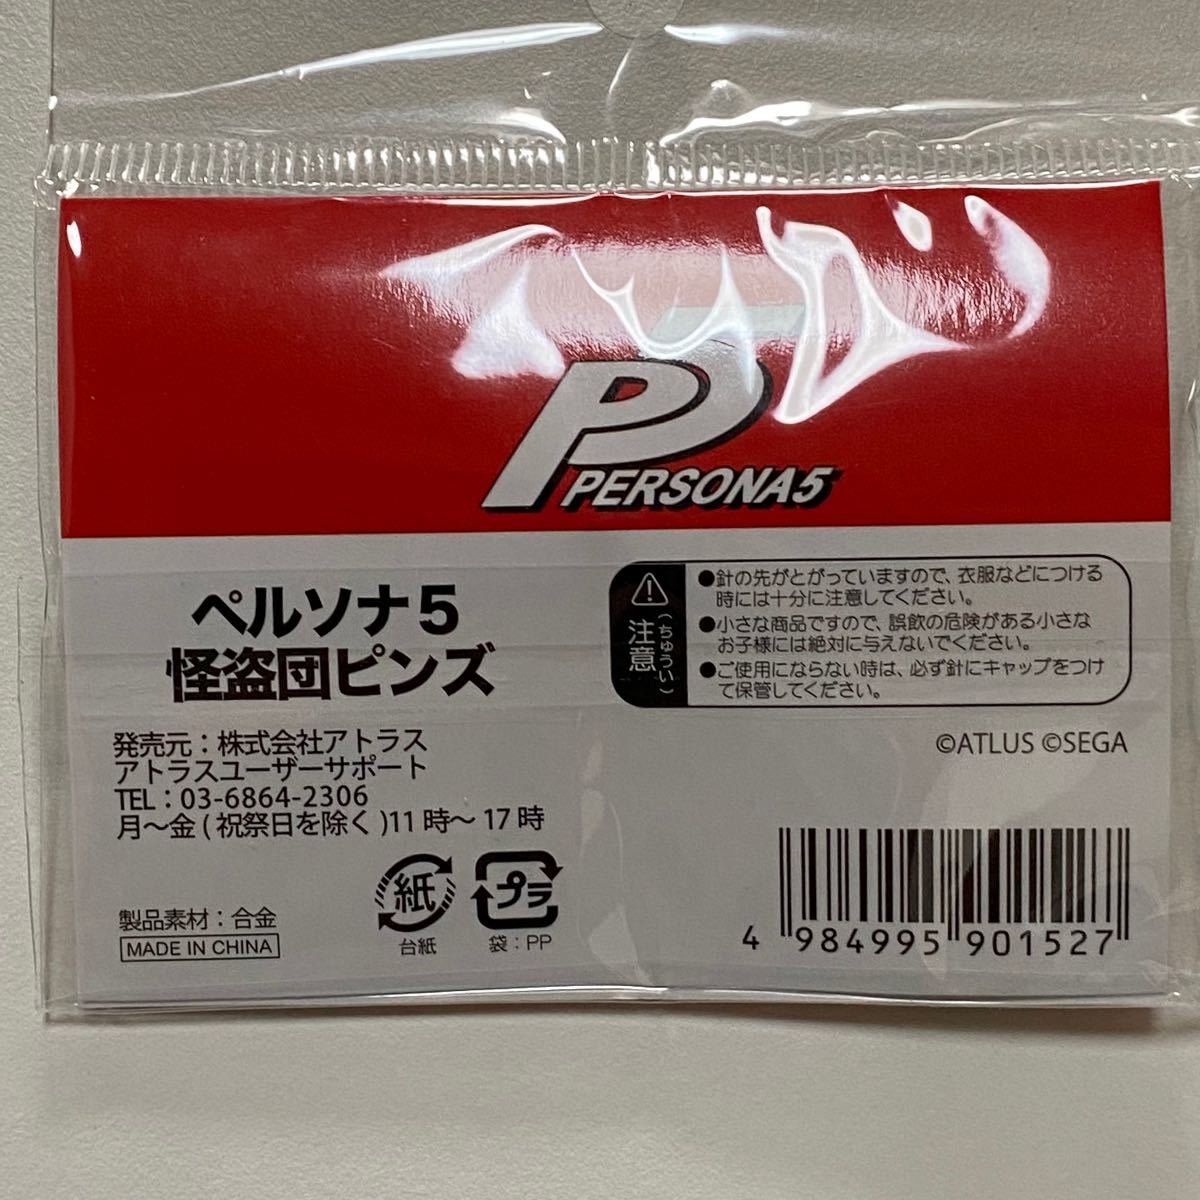 P
PERSONA5
ペルソナ5
怪盗団ピンズ
注意
(ちゅうい)
●針の先がとがっていますので、衣服などにつける
時には十分に注意してください。
●小さな商品ですので、誤飲の危険がある小さな
お子様には絶対に与えないでください。
●ご使用にならない時は、必ず針にキャップをつけ
て保管してください。
発売元：株式会社アトラス
アトラスユーザーサポート
TEL：03-6864-2306
月～金(祝祭日を除く)11時～17時
©ATLUS ©SEGA
紙
台紙
プラ
袋：PP
製品素材：合金
MADE IN CHINA
4 984995 901527